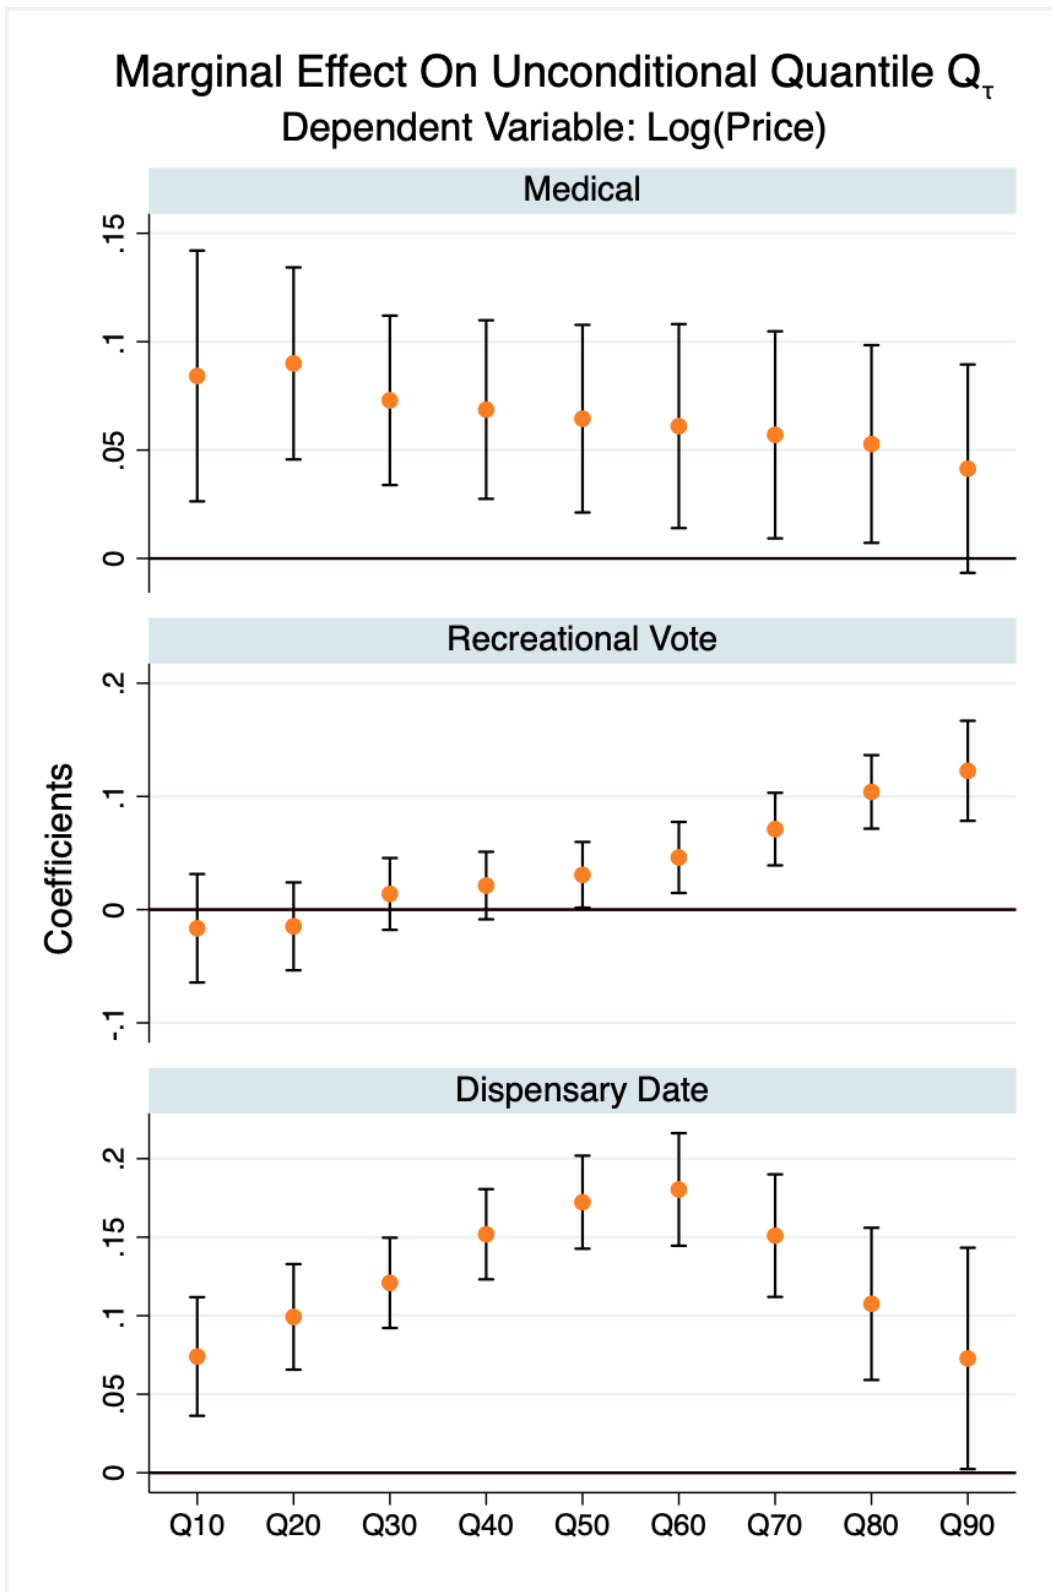 Marginal Effect On Unconditional Quantile Qτ
Dependent Variable: Log(Price)
Medical
.15
.1
.05
0
Recreational Vote
.2
.1
0
-.1
Coefficients
Dispensary Date
.2
.15
.1
.05
0
Q10 Q20 Q30 Q40 Q50 Q60 Q70 Q80 Q90